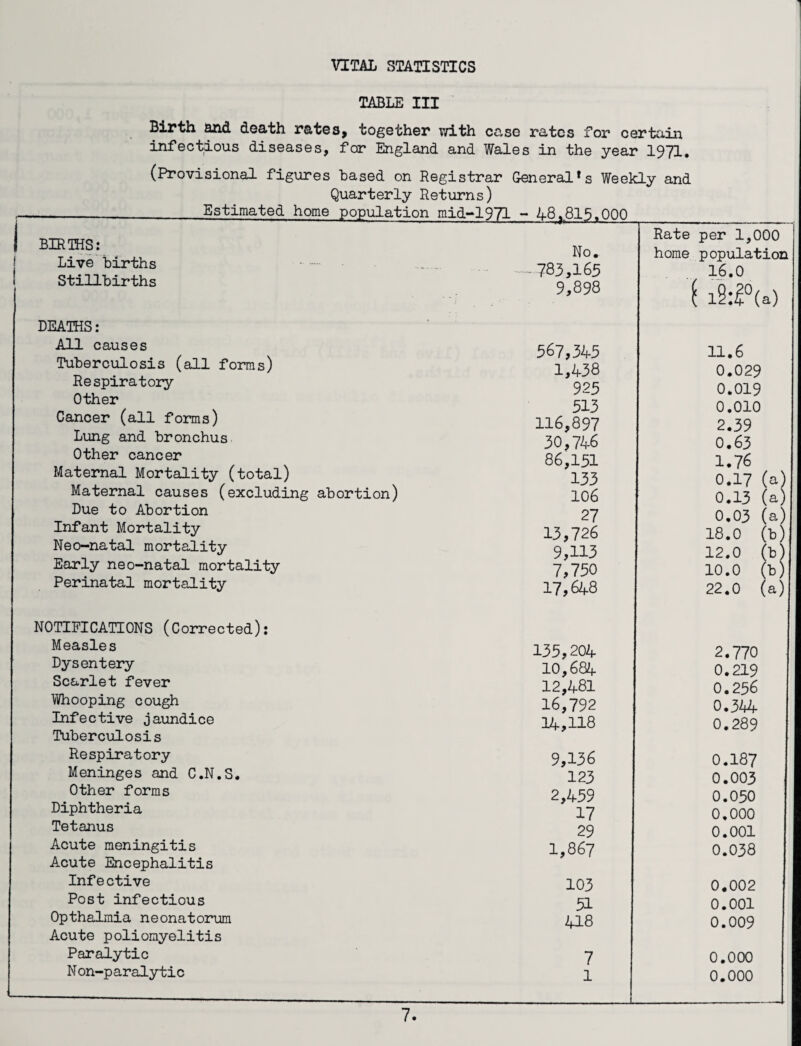 VITAL STATISTICS
TABLE III
Birth and death rates, together with case rates for certain
infectious diseases, for England and Wales in the year 1971.
(Provisional figures based on Registrar General's Weekly and
Quarterly Returns)
Estimated home population mid-1971 - 48,815,000
No. Rate per 1,000 home population
BIRTHS:
Live births 783,165 16.0
Stillbirths 9,898 ( 0.20
( 12.4 (a)
DEATHS:
All causes 567,345 11.6
Tuberculosis (all forms) 1,438 0.029
Respiratory 925 0.019
Other 513 0.010
Cancer (all forms) 116,897 2.39
Lung and bronchus 30,746 0.63
Other cancer 86,151 1.76
Maternal Mortality (total) 133 0.17 (a)
Maternal causes (excluding abortion) 106 0.13 (a)
Due to Abortion 27 0.03 (a)
Infant Mortality 13,726 18.0 (b)
Neo-natal mortality 9,113 12.0 (b)
Early neo-natal mortality 7,750 10.0 (b)
Perinatal mortality 17,648 22.0 (a)
NOTIFICATIONS (Corrected):
Measles 135,204 2.770
Dysentery 10,684 0.219
Scarlet fever 12,481 0.256
Whooping cough 16,792 0.344
Infective jaundice 14,118 0.289
Tuberculosis
Respiratory 9,136 0.187
Meninges and C.N.S. 123 0.003
Other forms 2,459 0.050
Diphtheria 17 0.000
Tetanus 29 0.001
Acute meningitis 1,867 0.038
Acute Encephalitis
Infective 103 0.002
Post infectious 51 0.001
Opthalmia neonatorum 418 0.009
Acute poliomyelitis
Paralytic 7 0.000
Non-paralytic 1 0.000
7.